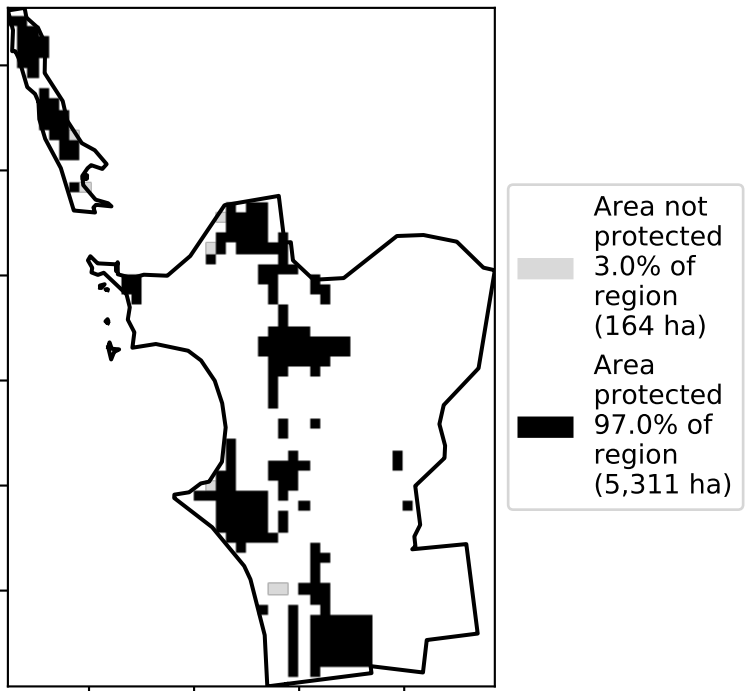 Area not
protected
3.0% of
region
(164 ha)
Area
protected
97.0% of
region
(5,311 ha)